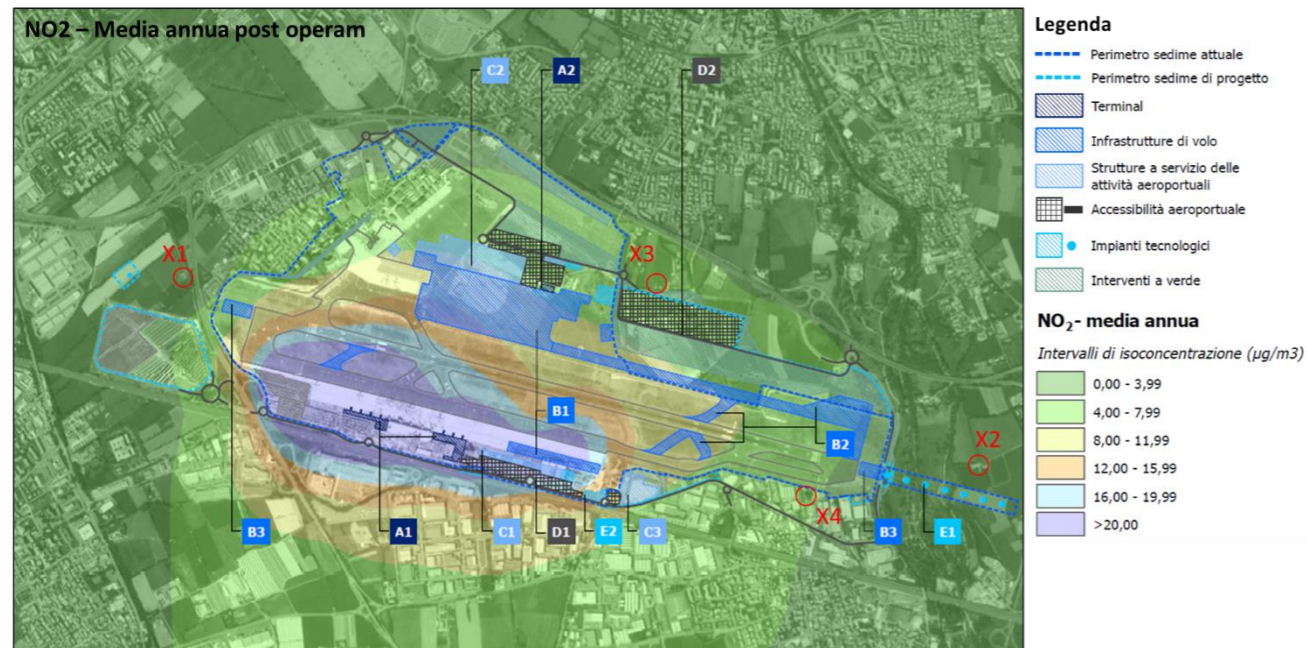 NO2 – Media annua post operam
C2
A2
D2
X1
X3
B1
B2
X2
X4
B3
A1
C1
D1
E2
C3
B3
E1
Legenda
Perimetro sedime attuale
Perimetro sedime di progetto
Terminal
Infrastrutture di volo
Strutture a servizio delle
attività aeroportuali
Accessibilità aeroportuale
Impianti tecnologici
Interventi a verde
NO₂- media annua
Intervalli di isoconcentrazione (µg/m3)
0,00 - 3,99
4,00 - 7,99
8,00 - 11,99
12,00 - 15,99
16,00 - 19,99
>20,00